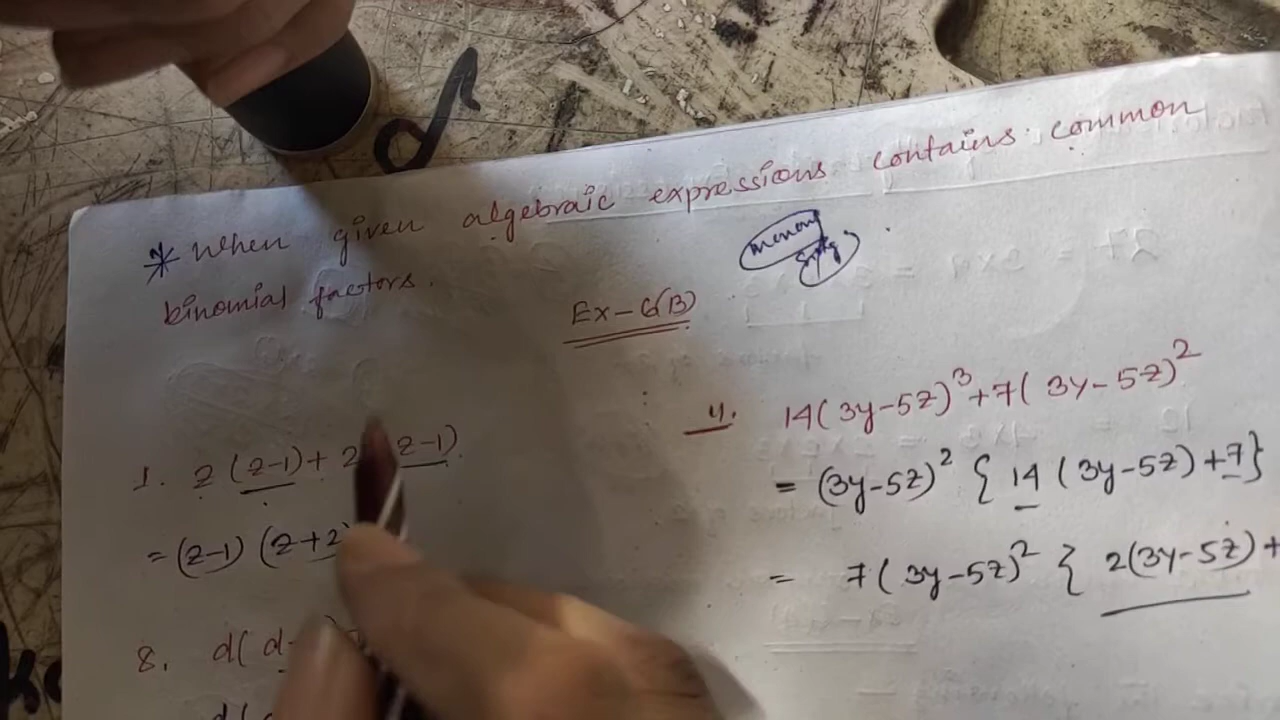 * When given algebraic expressions contains common
binomial factors.
Ex-6(B)
1. z(z-1)+2(z-1).
=(z-1)(z+2)
8. d(d-
d(
4. 14(3y-5z)³+7(3y-5z)²
=(3y-5z)² {14(3y-5z)+7}
= 7(3y-5z)² {2(3y-5z)+